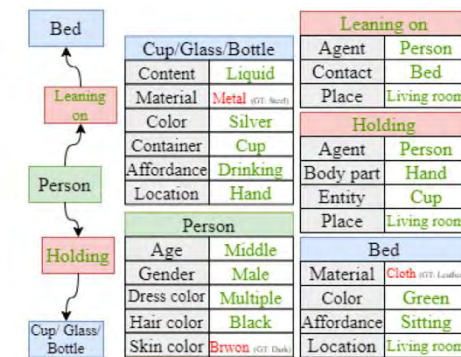 Bed
Leaning
on
Person
Holding
Cup/ Glass/
Bottle
Cup/Glass/Bottle
Content Liquid
Material Metal (GT: Steel)
Color Silver
Container Cup
Affordance Drinking
Location Hand
Person
Age Middle
Gender Male
Dress color Multiple
Hair color Black
Skin color Brwon (GT: Dark)
Leaning on
Agent Person
Contact Bed
Place Living room
Holding
Agent Person
Body part Hand
Entity Cup
Place Living room
Bed
Material Cloth (GT: Leather)
Color Green
Affordance Sitting
Location Living room